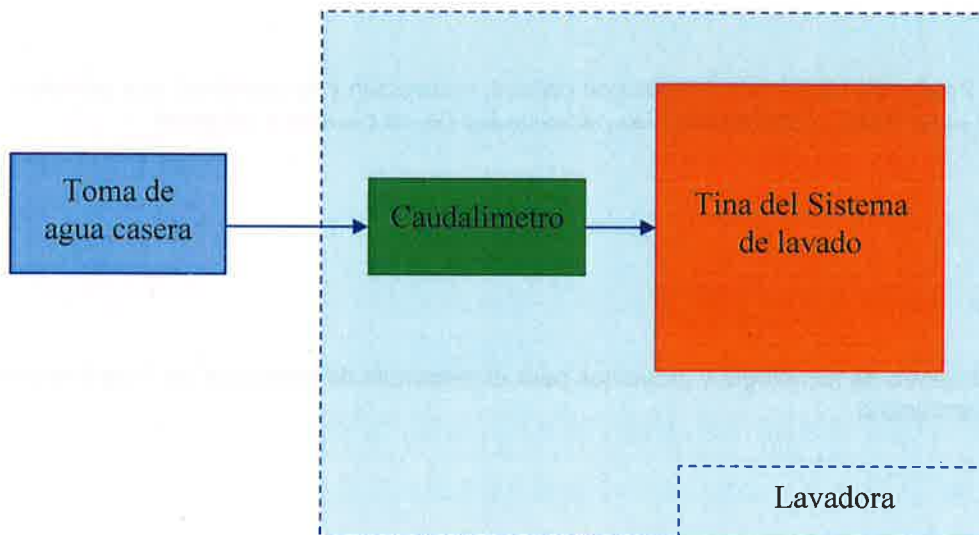 Toma de
agua casera
Caudalimetro
Tina del Sistema
de lavado
Lavadora